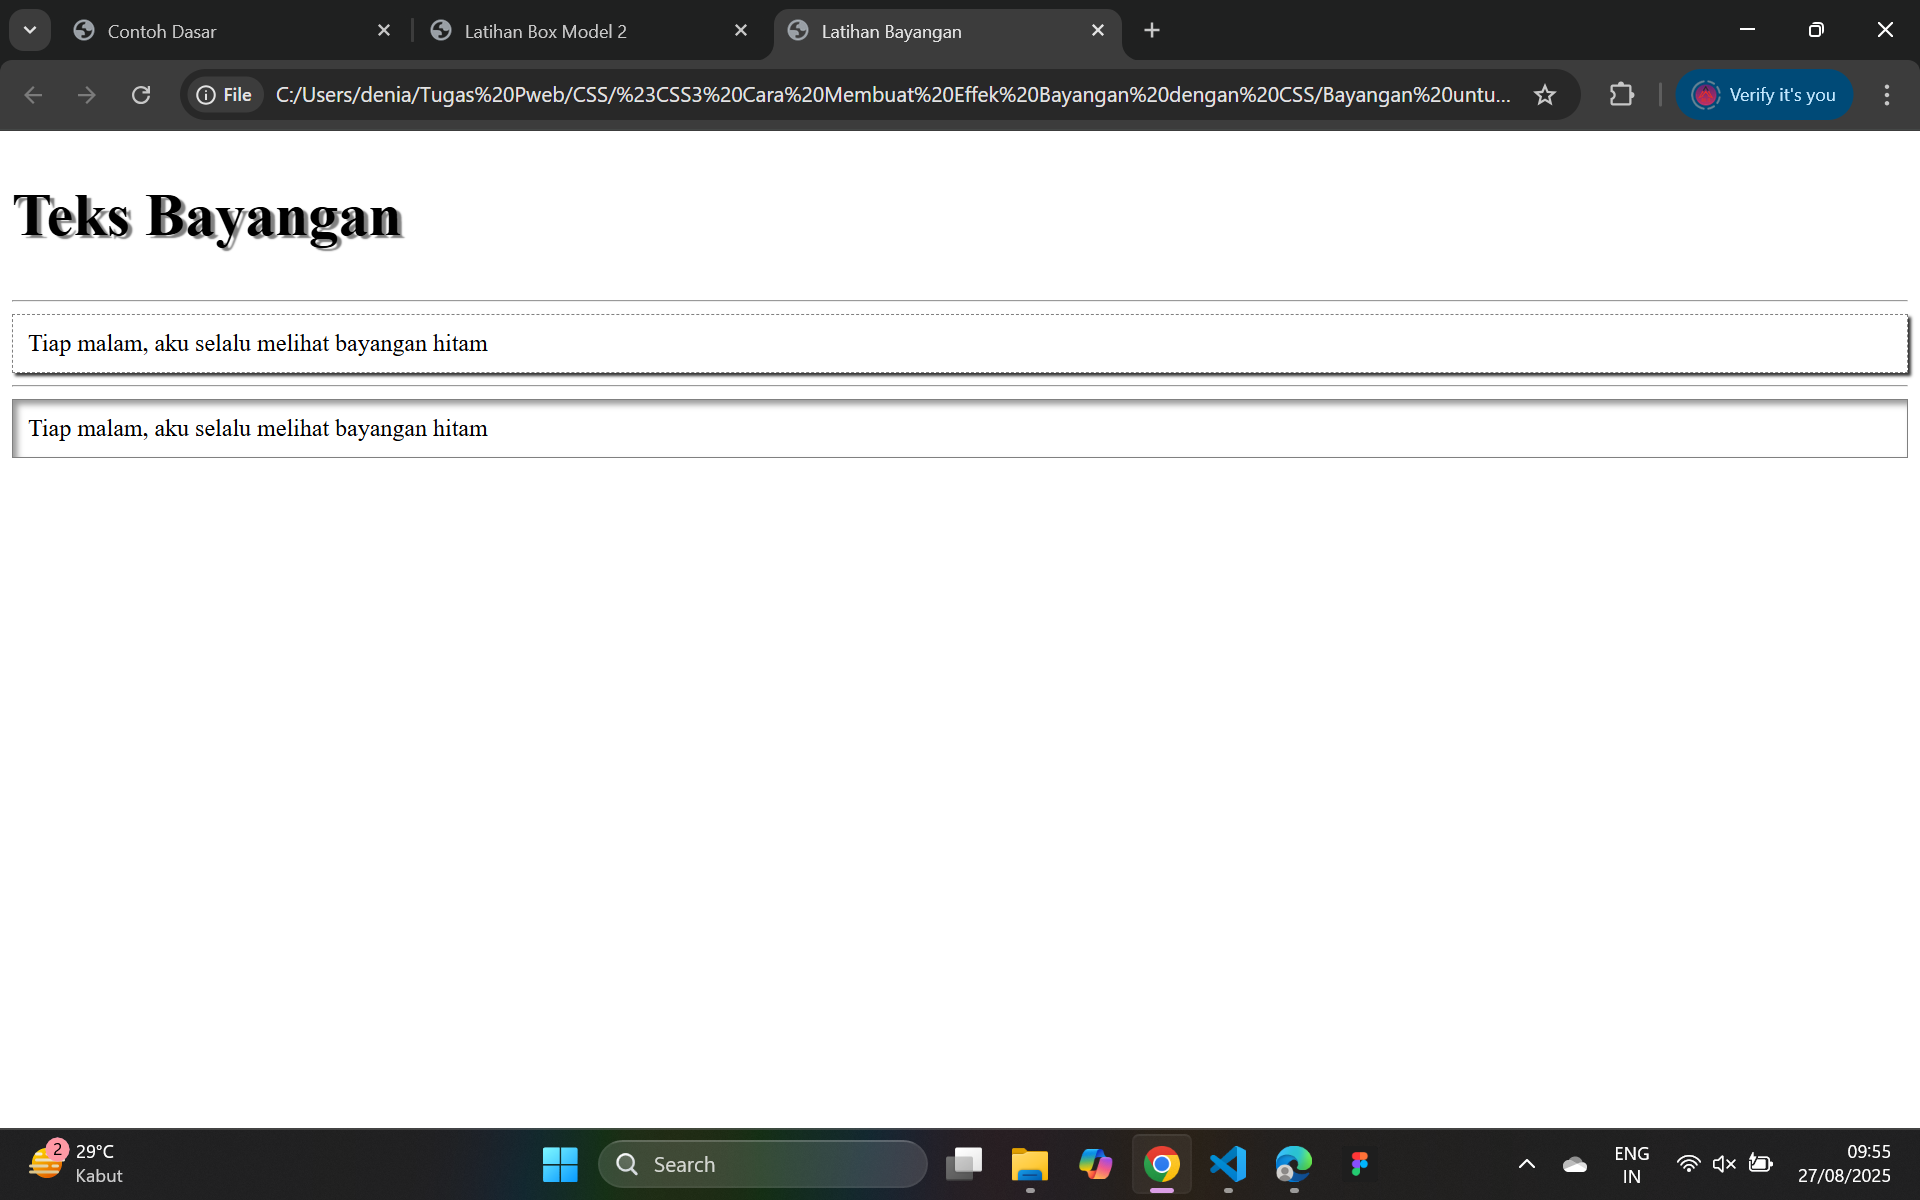 Contoh Dasar
Latihan Box Model 2
Latihan Bayangan
File
C:/Users/denia/Tugas%20Pweb/CSS/%23CSS3%20Cara%20Membuat%20Effek%20Bayangan%20dengan%20CSS/Bayangan%20untu...
Verify it's you
Teks Bayangan
Tiap malam, aku selalu melihat bayangan hitam
Tiap malam, aku selalu melihat bayangan hitam
2
29°C
Kabut
Search
ENG
IN
09:55
27/08/2025